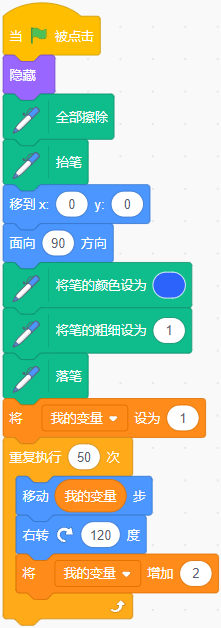 当 被点击
隐藏
全部擦除
抬笔
移到 x: 0 y: 0
面向 90 方向
将笔的颜色设为
将笔的粗细设为 1
落笔
将 我的变量 设为 1
重复执行 50 次
移动 我的变量 步
右转 120 度
将 我的变量 增加 2